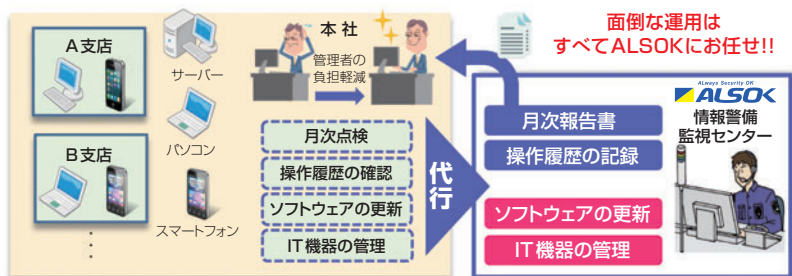 A支店
B支店
サーバー
パソコン
スマートフォン
本社
管理者の
負担軽減
月次点検
操作履歴の確認
ソフトウェアの更新
IT機器の管理
代行
面倒な運用は
すべてALSOKにお任せ!!
月次報告書
操作履歴の記録
ソフトウェアの更新
IT機器の管理
ALways Security OK
ALSOK
情報警備
監視センター